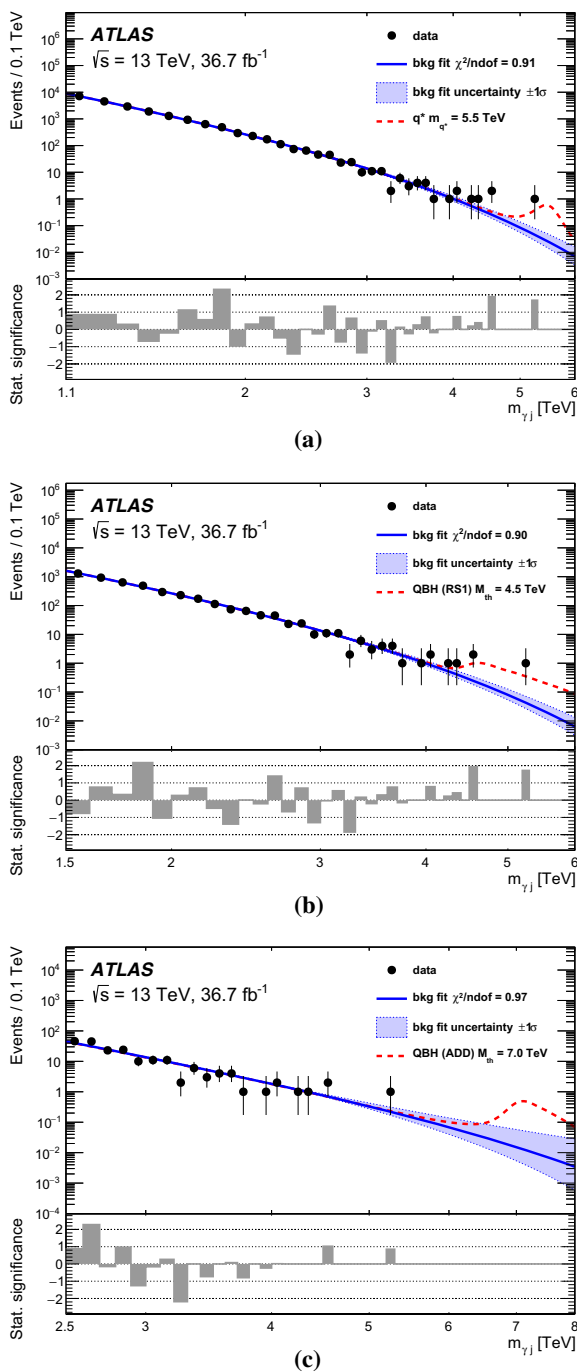 Events / 0.1 TeV
10⁶
10⁵
10⁴
10³
10²
10
1
10⁻¹
10⁻²
10⁻³
ATLAS
√s = 13 TeV, 36.7 fb⁻¹
data
bkg fit χ²/ndof = 0.91
bkg fit uncertainty ±1σ
q* m_q* = 5.5 TeV
Stat. significance
2
1
0
−1
−2
1.1 2 3 4 5 6
m_γj [TeV]
(a)
Events / 0.1 TeV
10⁶
10⁵
10⁴
10³
10²
10
1
10⁻¹
10⁻²
10⁻³
ATLAS
√s = 13 TeV, 36.7 fb⁻¹
data
bkg fit χ²/ndof = 0.90
bkg fit uncertainty ±1σ
QBH (RS1) M_th = 4.5 TeV
Stat. significance
2
1
0
−1
−2
1.5 2 3 4 5 6
m_γj [TeV]
(b)
Events / 0.1 TeV
10⁴
10³
10²
10
1
10⁻¹
10⁻²
10⁻³
10⁻⁴
ATLAS
√s = 13 TeV, 36.7 fb⁻¹
data
bkg fit χ²/ndof = 0.97
bkg fit uncertainty ±1σ
QBH (ADD) M_th = 7.0 TeV
Stat. significance
2
1
0
−1
−2
2.5 3 4 5 6 7 8
m_γj [TeV]
(c)